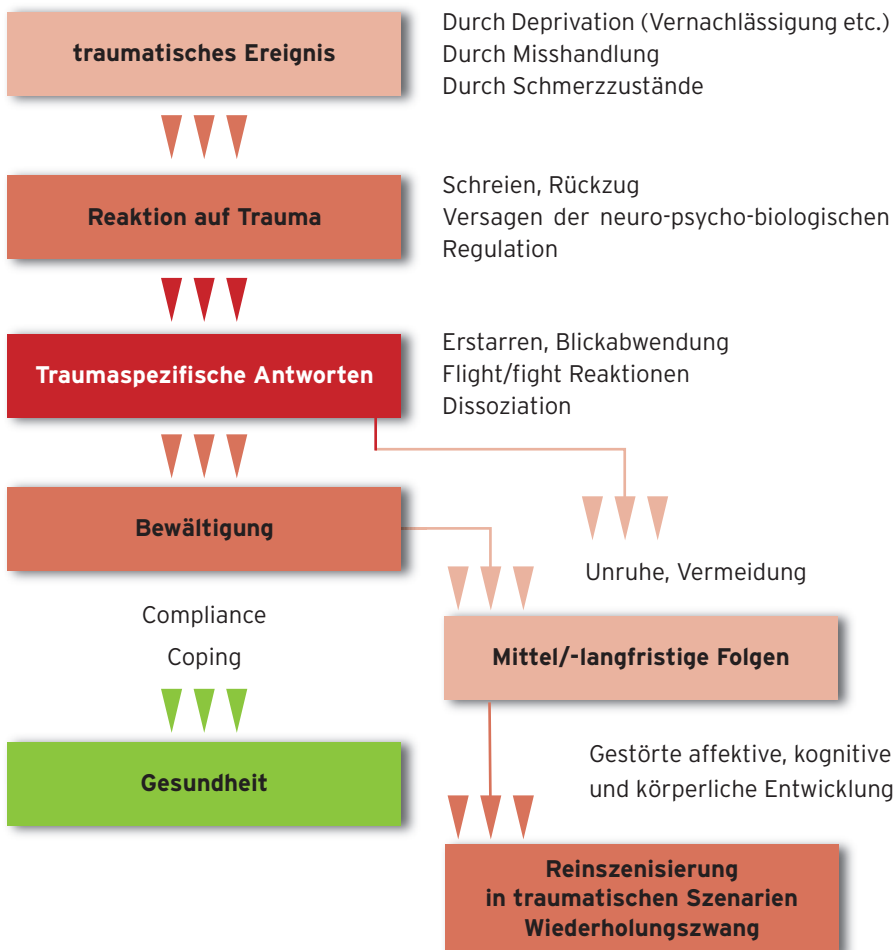 traumatisches Ereignis
Durch Deprivation (Vernachlässigung etc.)
Durch Misshandlung
Durch Schmerzzustände
Reaktion auf Trauma
Schreien, Rückzug
Versagen der neuro-psycho-biologischen
Regulation
Traumaspezifische Antworten
Erstarren, Blickabwendung
Flight/fight Reaktionen
Dissoziation
Bewältigung
Unruhe, Vermeidung
Compliance
Coping
Mittel/-langfristige Folgen
Gesundheit
Gestörte affektive, kognitive
und körperliche Entwicklung
Reinszenisierung
in traumatischen Szenarien
Wiederholungszwang